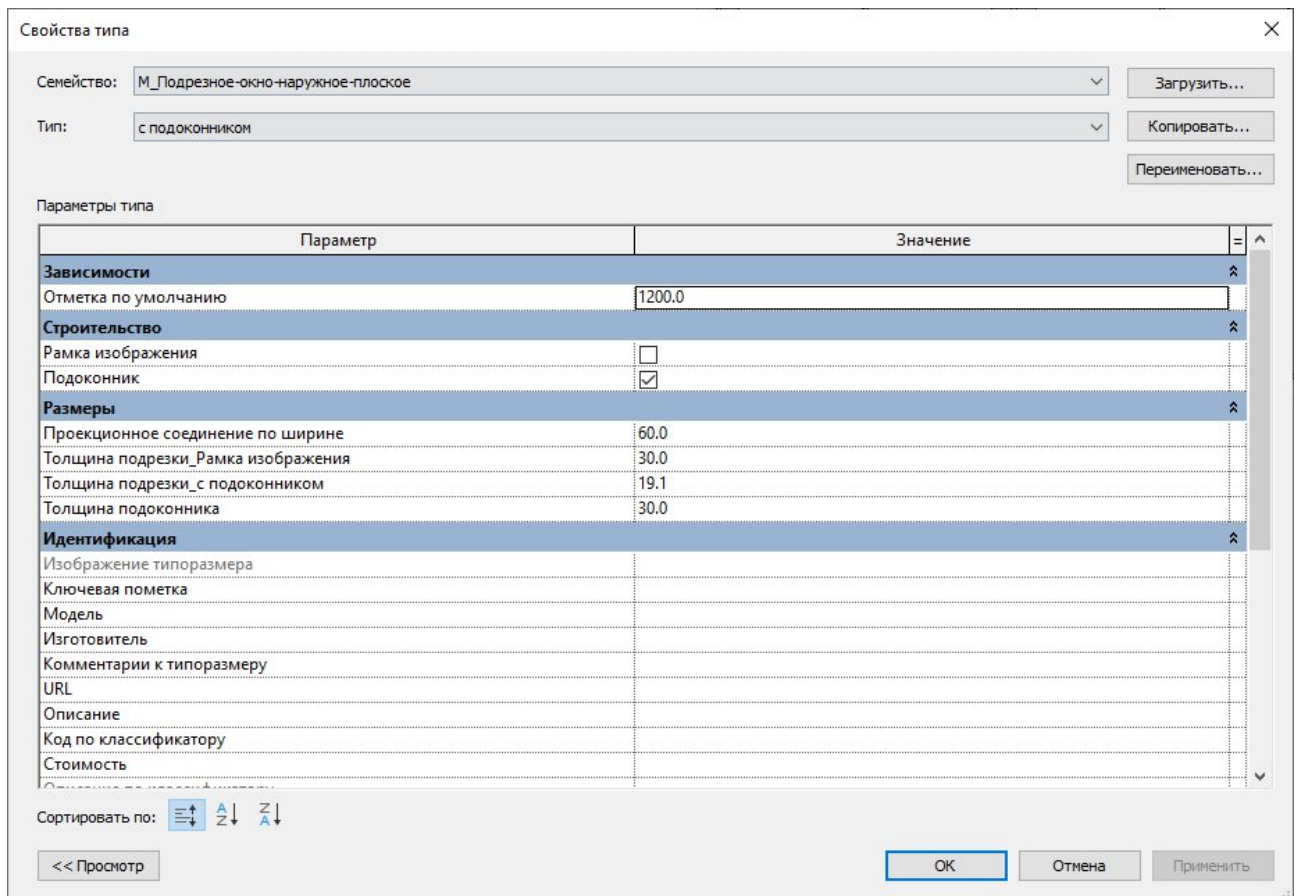 Свойства типа
Семейство: М_Подрезное-окно-наружное-плоское Загрузить...
Тип: с подоконником Копировать...
Переименовать...
Параметры типа
Параметр Значение =
Зависимости
Отметка по умолчанию 1200.0
Строительство
Рамка изображения
Подоконник
Размеры
Проекционное соединение по ширине 60.0
Толщина подрезки_Рамка изображения 30.0
Толщина подрезки_с подоконником 19.1
Толщина подоконника 30.0
Идентификация
Изображение типоразмера
Ключевая пометка
Модель
Изготовитель
Комментарии к типоразмеру
URL
Описание
Код по классификатору
Стоимость
Сортировать по:
<< Просмотр ОК Отмена Применить